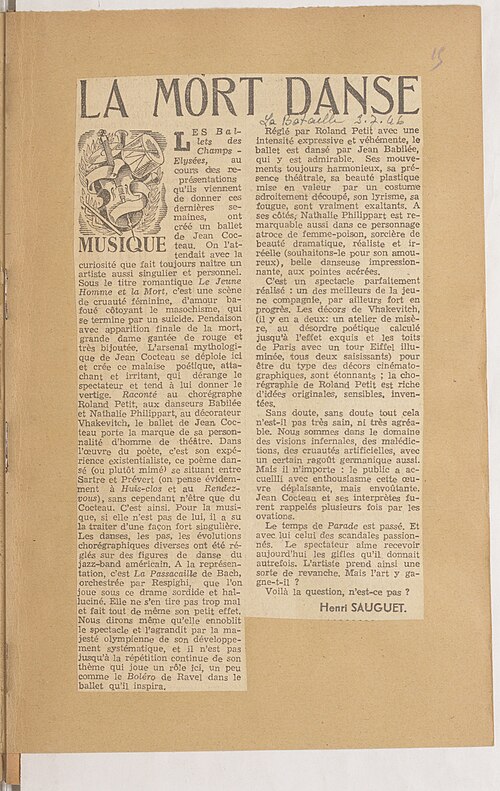 15
LA MORT DANSE
La Bataille 2.7.46
MUSIQUE
LES Bal-
lets des
Champs-
Elysées, au
cours des re-
présentations
qu'ils viennent
de donner ces
dernières se-
maines, ont
créé un ballet
de Jean Coc-
teau. On l'at-
tendait avec la
curiosité que fait toujours naître un
artiste aussi singulier et personnel.
Sous le titre romantique Le Jeune
Homme et la Mort, c'est une scène
de cruauté féminine, d'amour ba-
foué côtoyant le masochisme, qui
se termine par un suicide. Pendaison
avec apparition finale de la mort,
grande dame gantée de rouge et
très bijoutée. L'arsenal mythologi-
que de Jean Cocteau se déploie ici
et crée ce malaise poétique, atta-
chant et irritant, qui dérange le
spectateur et tend à lui donner le
vertige. Raconté au chorégraphe
Roland Petit, aux danseurs Babilée
et Nathalie Philippart, au décorateur
Vhakevitch, le ballet de Jean Coc-
teau porte la marque de sa person-
nalité d'homme de théâtre. Dans
l'œuvre du poète, c'est son expé-
rience existentialiste, ce poème dan-
sé (ou plutôt mimé) se situant entre
Sartre et Prévert (on pense évidem-
ment à Huis-clos et au Rendez-
vous), sans cependant n'être que du
Cocteau. C'est ainsi. Pour la musi-
que, si elle n'est pas de lui, il a su
la traiter d'une façon fort singulière.
Les danses, les pas, les évolutions
chorégraphiques diverses ont été ré-
glés sur des figures de danse du
jazz-band américain. A la représen-
tation, c'est La Passacaille de Bach,
orchestrée par Respighi, que l'on
joue sous ce drame sordide et hal-
luciné. Elle ne s'en tire pas trop mal
et fait tout de même son petit effet.
Nous dirons même qu'elle ennoblit
le spectacle et l'agrandit par la ma-
jesté olympienne de son développe-
ment systématique, et il n'est pas
jusqu'à la répétition continue de son
thème qui joue un rôle ici, un peu
comme le Boléro de Ravel dans le
ballet qu'il inspira.
Réglé par Roland Petit avec une
intensité expressive et véhémente, le
ballet est dansé par Jean Babilée,
qui y est admirable. Ses mouve-
ments toujours harmonieux, sa pré-
sence théâtrale, sa beauté plastique
mise en valeur par un costume
adroitement découpé, son lyrisme, sa
fougue, sont vraiment exaltants. A
ses côtés, Nathalie Philippart est re-
marquable aussi dans ce personnage
atroce de femme-poison, sorcière de
beauté dramatique, réaliste et ir-
réelle (souhaitons-le pour son amou-
reux), belle danseuse impression-
nante, aux pointes acérées.
C'est un spectacle parfaitement
réalisé : un des meilleurs de la jeu-
ne compagnie, par ailleurs fort en
progrès. Les décors de Vhakevitch,
(il y en a deux: un atelier de misè-
re, au désordre poétique calculé
jusqu'à l'effet exquis et les toits
de Paris avec un tour Eiffel illu-
minée, tous deux saisissants) pour
être du type des décors cinémato-
graphiques, sont étonnants ; la cho-
régraphie de Roland Petit est riche
d'idées originales, sensibles, inven-
tées.
Sans doute, sans doute tout cela
n'est-il pas très sain, ni très agréa-
ble. Nous sommes dans le domaine
des visions infernales, des malédic-
tions, des cruautés artificielles, avec
un certain ragoût germanique aussi.
Mais il n'importe : le public a ac-
cueilli avec enthousiasme cette œu-
vre déplaisante, mais envoûtante.
Jean Cocteau et ses interprètes fu-
rent rappelés plusieurs fois par les
ovations.
Le temps de Parade est passé. Et
avec lui celui des scandales passion-
nés. Le spectateur aime recevoir
aujourd'hui les gifles qu'il donnait
autrefois. L'artiste prend ainsi une
sorte de revanche. Mais l'art y ga-
gne-t-il ?
Voilà la question, n'est-ce pas ?
Henri SAUGUET.